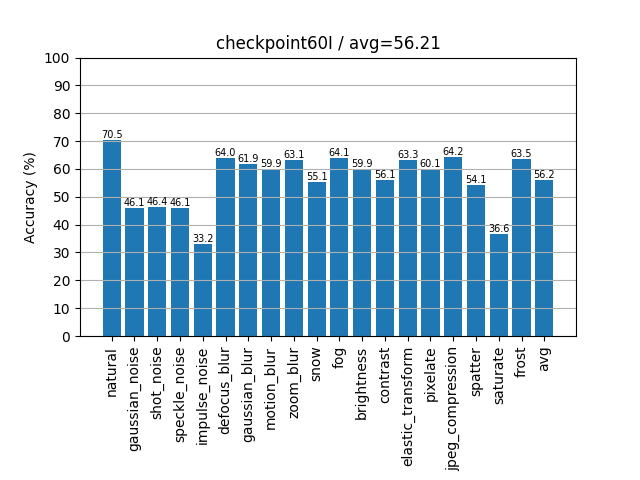 checkpoint60I / avg=56.21
Accuracy (%)
100
90
80
70
60
50
40
30
20
10
0
70.5
46.1
46.4
46.1
33.2
64.0
61.9
59.9
63.1
55.1
64.1
59.9
56.1
63.3
60.1
64.2
54.1
36.6
63.5
56.2
natural
gaussian_noise
shot_noise
speckle_noise
impulse_noise
defocus_blur
gaussian_blur
motion_blur
zoom_blur
snow
fog
brightness
contrast
elastic_transform
pixelate
jpeg_compression
spatter
saturate
frost
avg